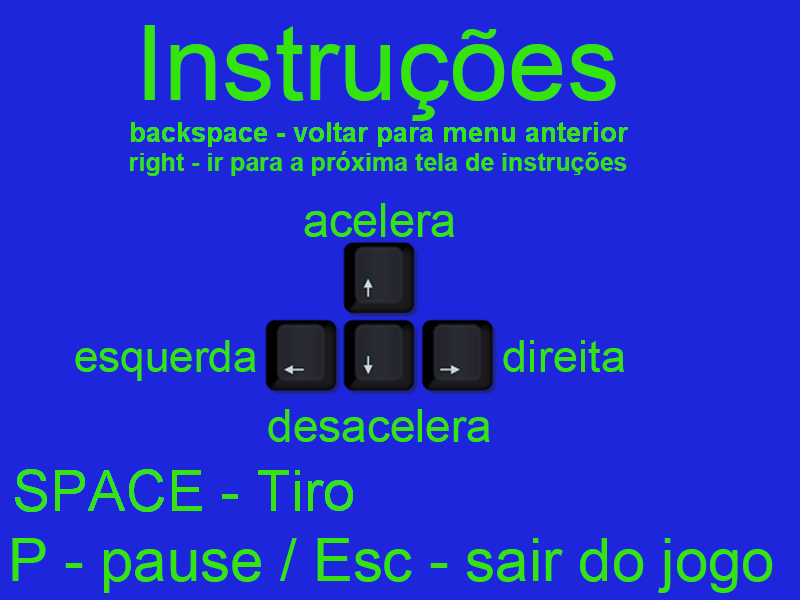 Instruções
backspace - voltar para menu anterior
right - ir para a próxima tela de instruções
acelera
↑
esquerda ← ↓ → direita
desacelera
SPACE - Tiro
P - pause / Esc - sair do jogo